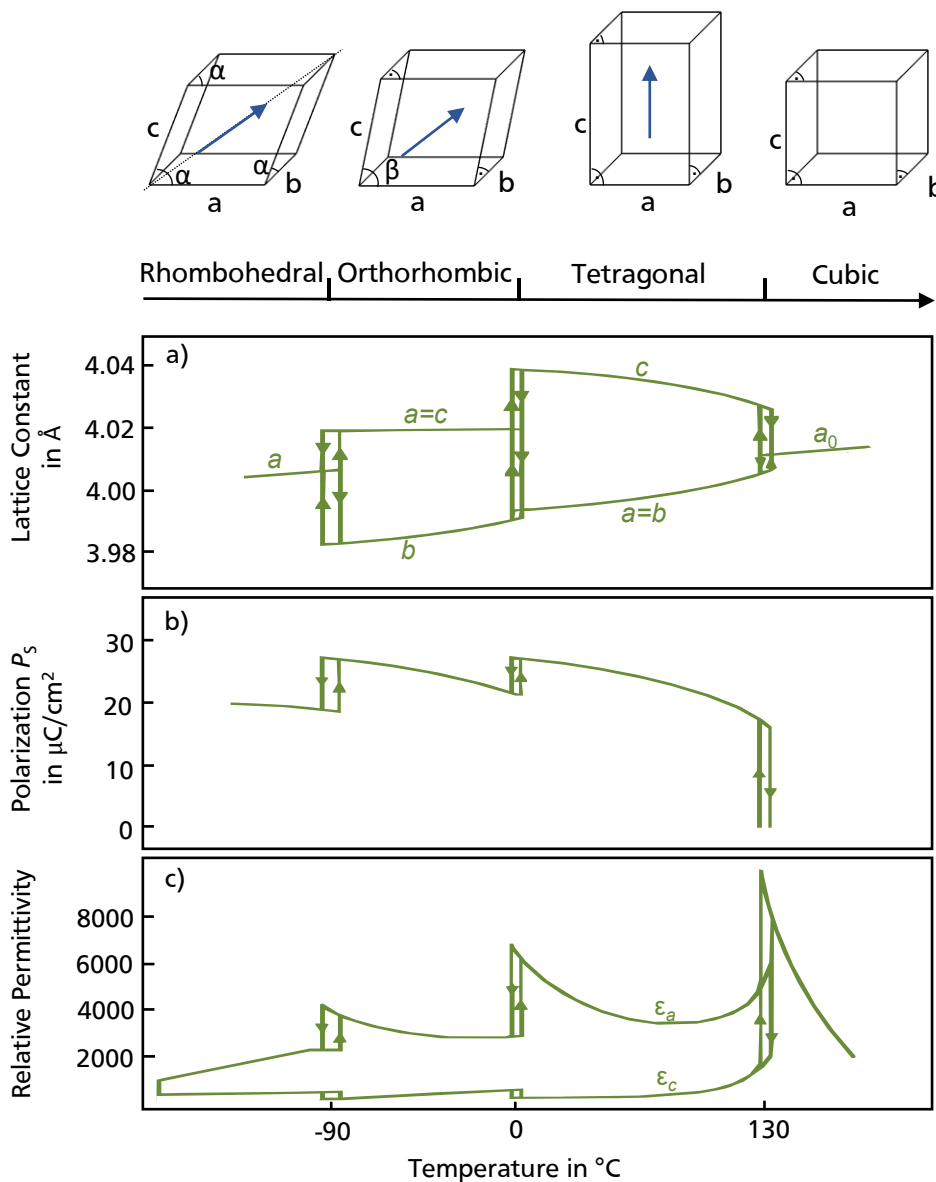 α
c
α
α
b
a
c
β
b
a
c
b
a
c
b
a
Rhombohedral
Orthorhombic
Tetragonal
Cubic
Lattice Constant
in Å
a)
4.04
4.02
4.00
3.98
a
a=c
b
c
a=b
a0
Polarization PS
in µC/cm²
b)
30
20
10
0
Relative Permittivity
c)
8000
6000
4000
2000
εa
εc
-90
0
130
Temperature in °C